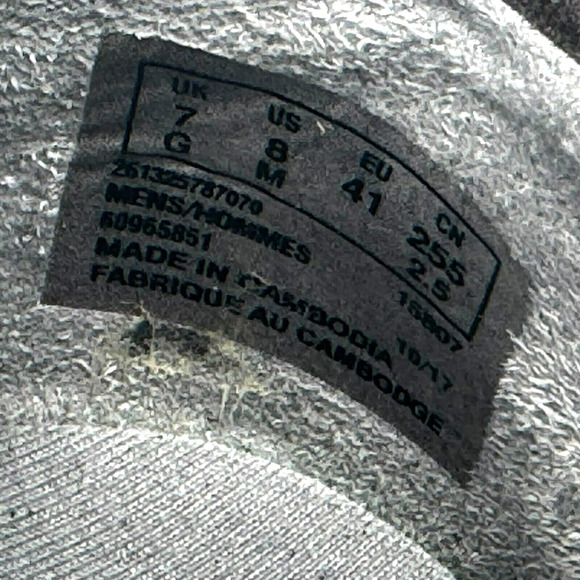 UK US EU CN
7 8 41 255
G M 2.5
261325787070
MENS/HOMMES 15807
60965851
MADE IN CAMBODIA 10/17
FABRIQUE AU CAMBODGE